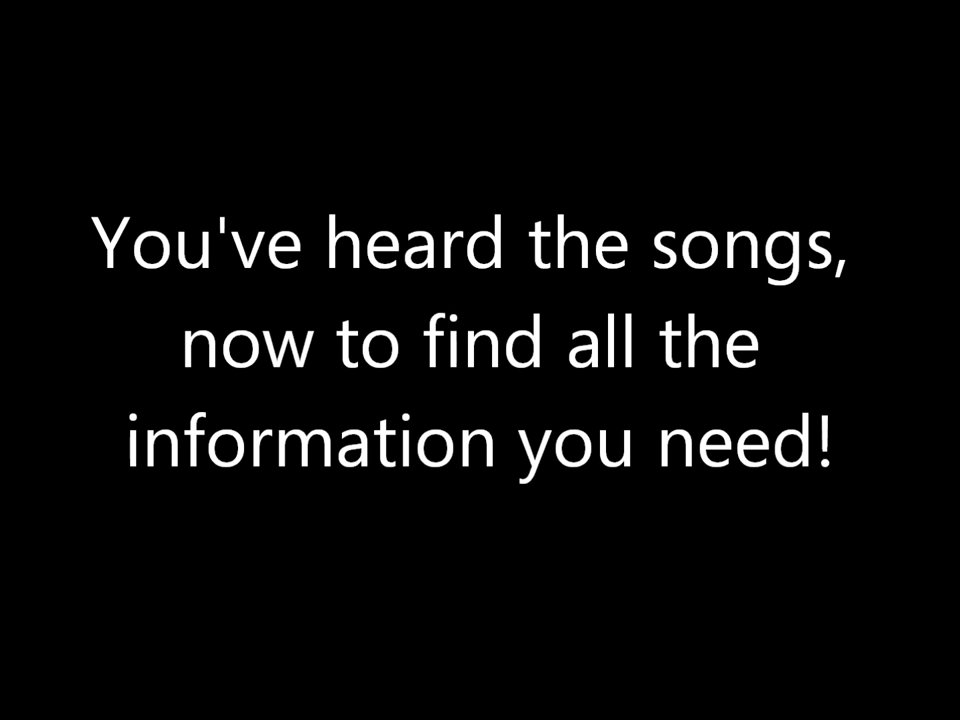 You've heard the songs,
now to find all the
information you need!